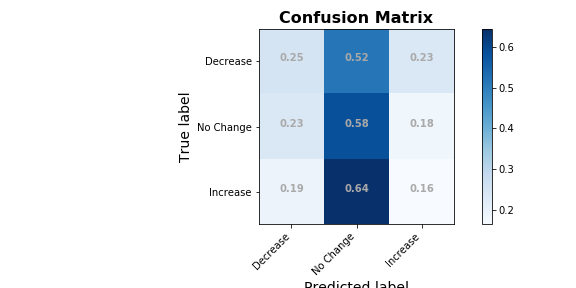 Confusion Matrix
True label
Decrease 0.25 0.52 0.23
No Change 0.23 0.58 0.18
Increase 0.19 0.64 0.16
Decrease No Change Increase
Predicted label
0.6
0.5
0.4
0.3
0.2